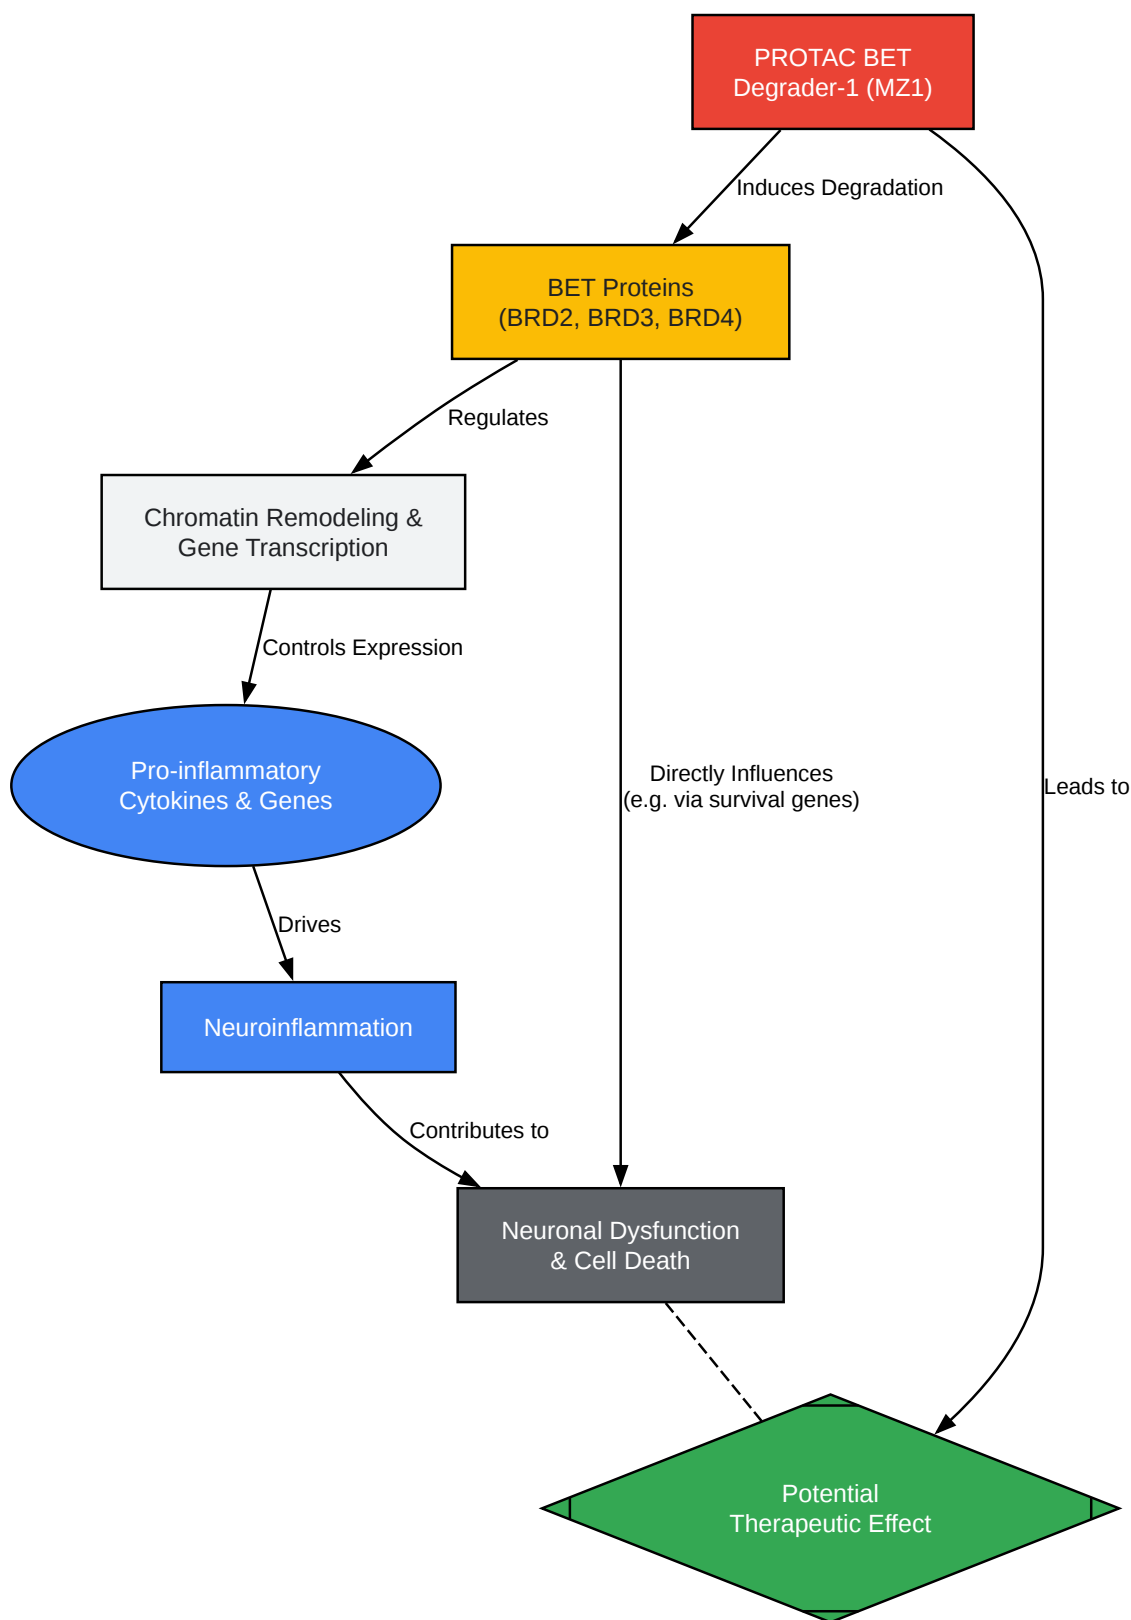 PROTAC BET
Degrader-1 (MZ1)
Induces Degradation
BET Proteins
(BRD2, BRD3, BRD4)
Regulates
Chromatin Remodeling &
Gene Transcription
Controls Expression
Pro-inflammatory
Cytokines & Genes
Directly Influences
(e.g. via survival genes)
Leads to
Drives
Neuroinflammation
Contributes to
Neuronal Dysfunction
& Cell Death
Potential
Therapeutic Effect